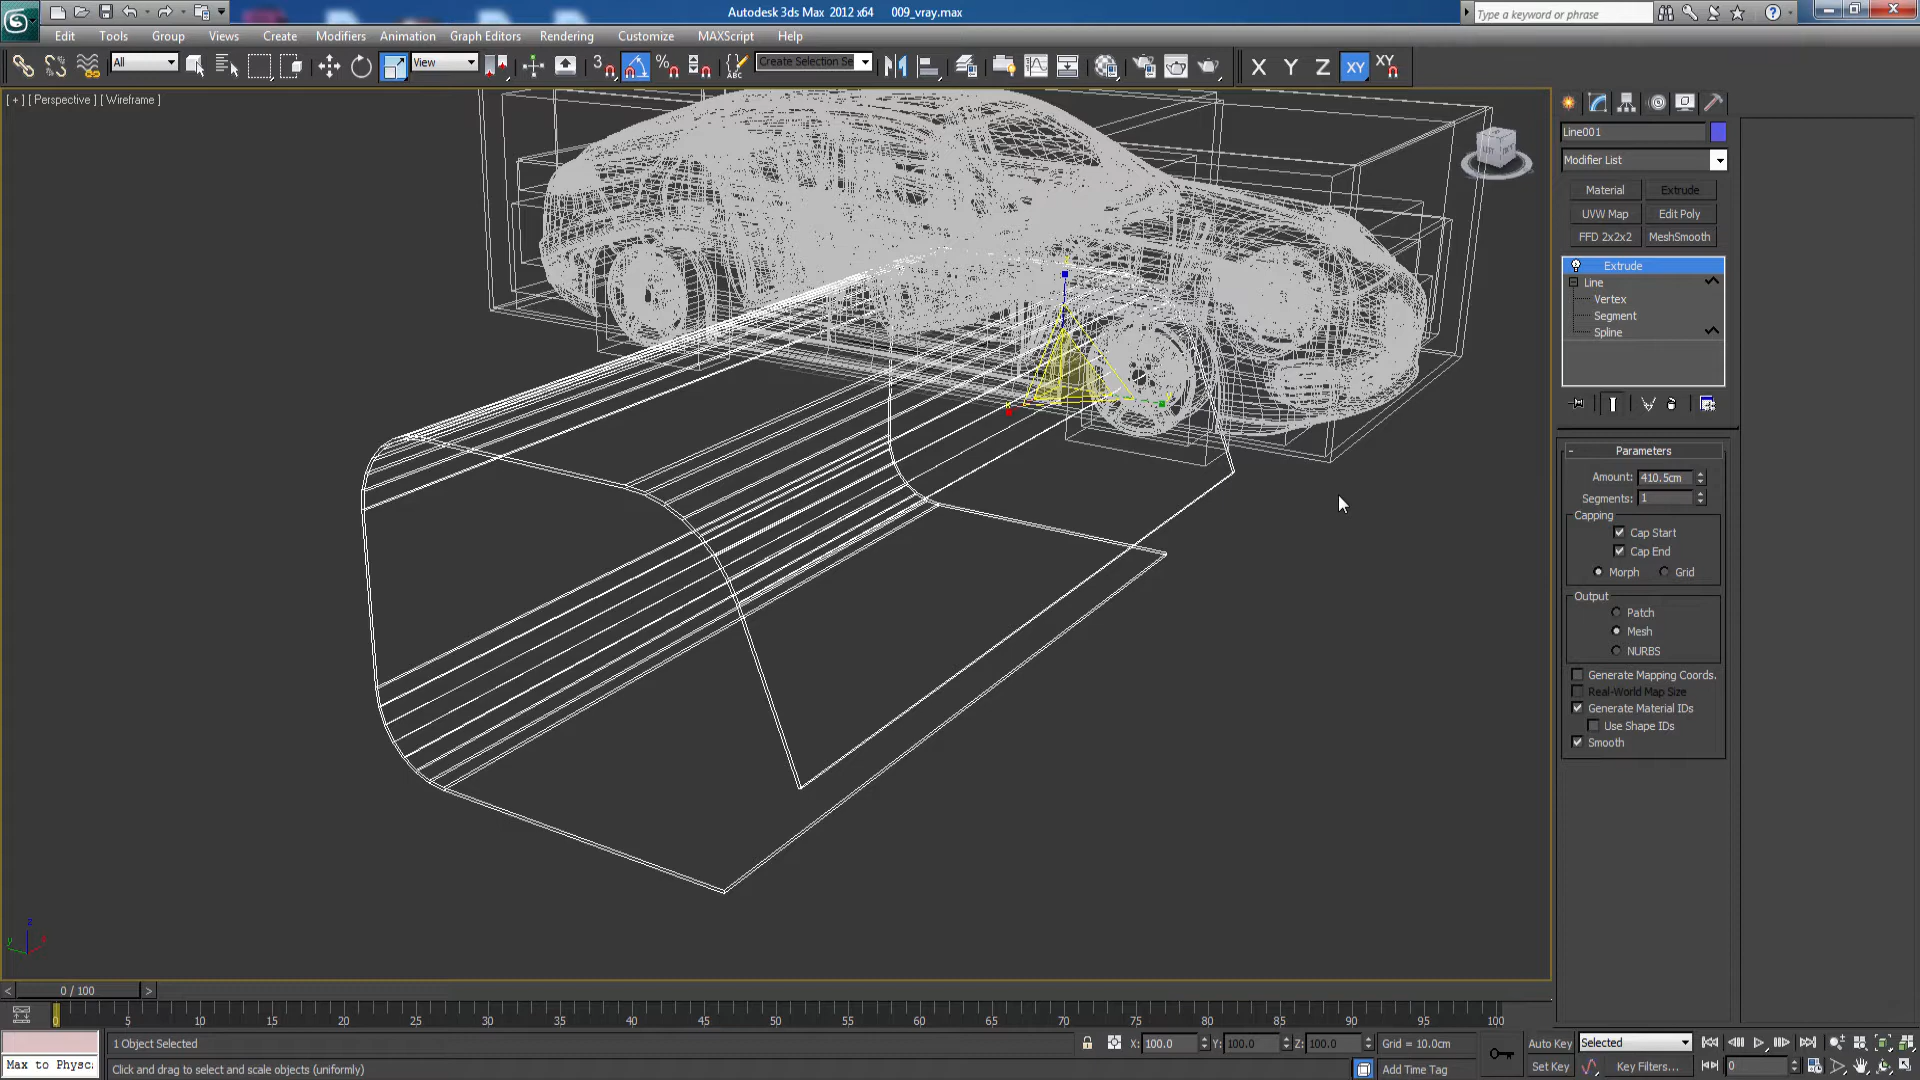 Autodesk 3ds Max 2012 x64 009_vray.max
Type a keyword or phrase
Edit Tools Group Views Create Modifiers Animation Graph Editors Rendering Customize MAXScript Help
All View Create Selection Se X Y Z XY XY
[ + ] [ Perspective ] [ Wireframe ]
Line001
Modifier List
Material Extrude
UVW Map Edit Poly
FFD 2x2x2 MeshSmooth
Extrude
Line
Vertex
Segment
Spline
- Parameters
Amount: 410.5cm
Segments: 1
Capping
Cap Start
Cap End
Morph Grid
Output
Patch
Mesh
NURBS
Generate Mapping Coords.
Real-World Map Size
Generate Material IDs
Use Shape IDs
Smooth
z
y x
< 0 / 100 >
0 5 10 15 20 25 30 35 40 45 50 55 60 65 70 75 80 85 90 95 100
1 Object Selected X: 100.0 Y: 100.0 Z: 100.0 Grid = 10.0cm Auto Key Selected
Max to Physc: Click and drag to select and scale objects (uniformly) Add Time Tag Set Key Key Filters... 0